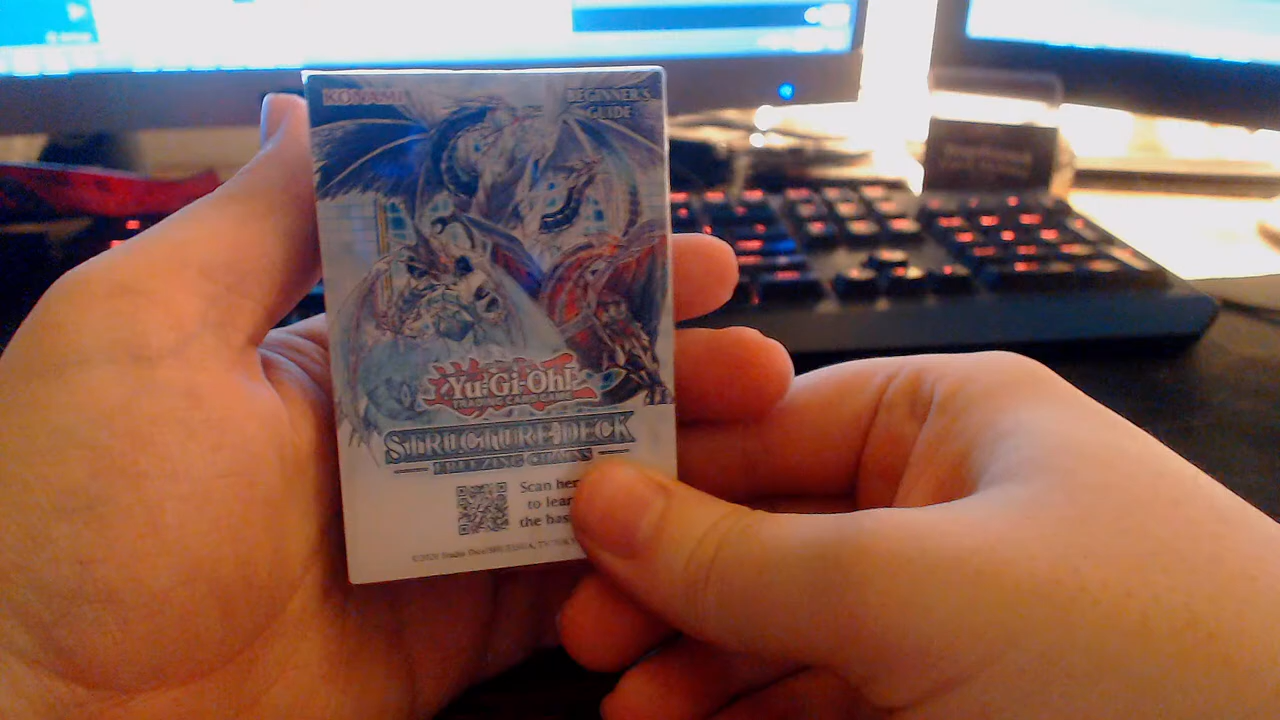 KONAMI
BEGINNER'S
GUIDE
Yu-Gi-Oh!
TRADING CARD GAME
STRUCTURE DECK
FREEZING CHAINS
Scan her
to lear
the bas